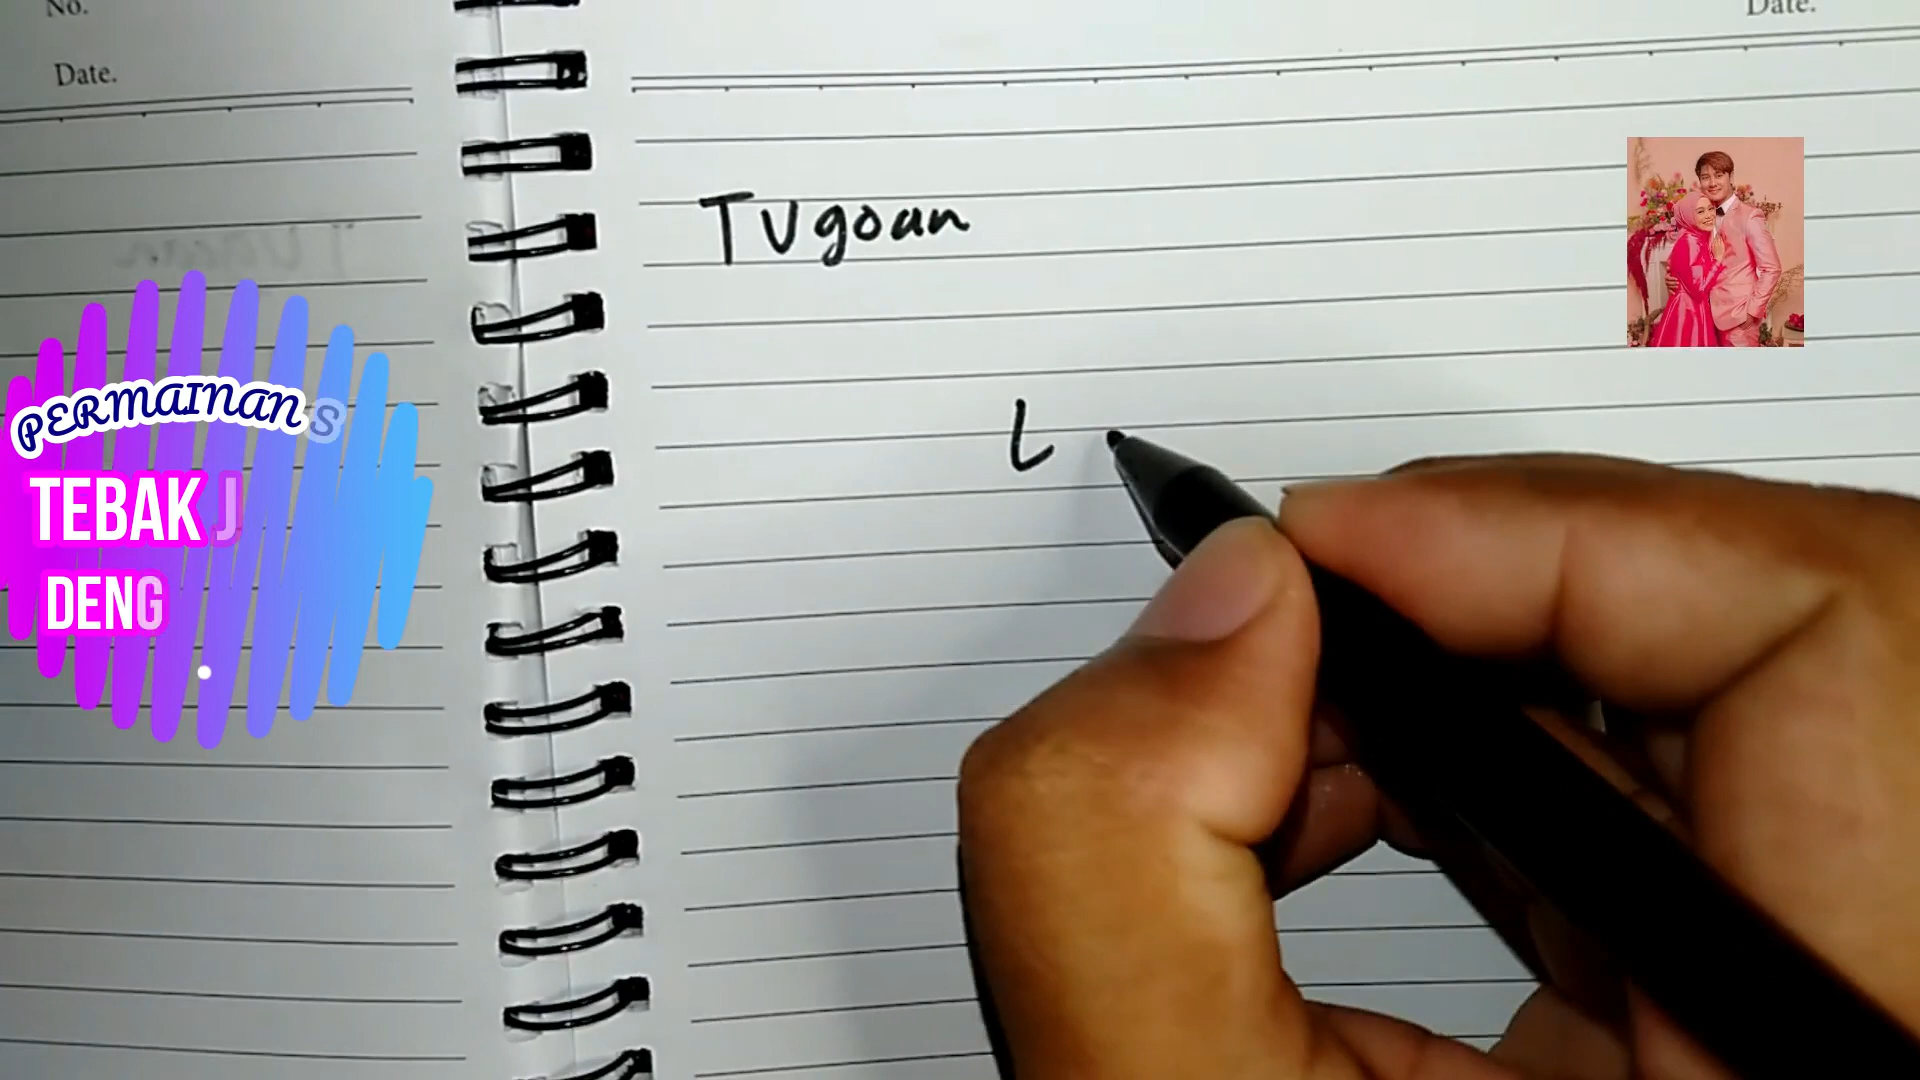 No.
Date.
Date.
Tugoan
L
PERMAINAN S
TEBAK J
DENG